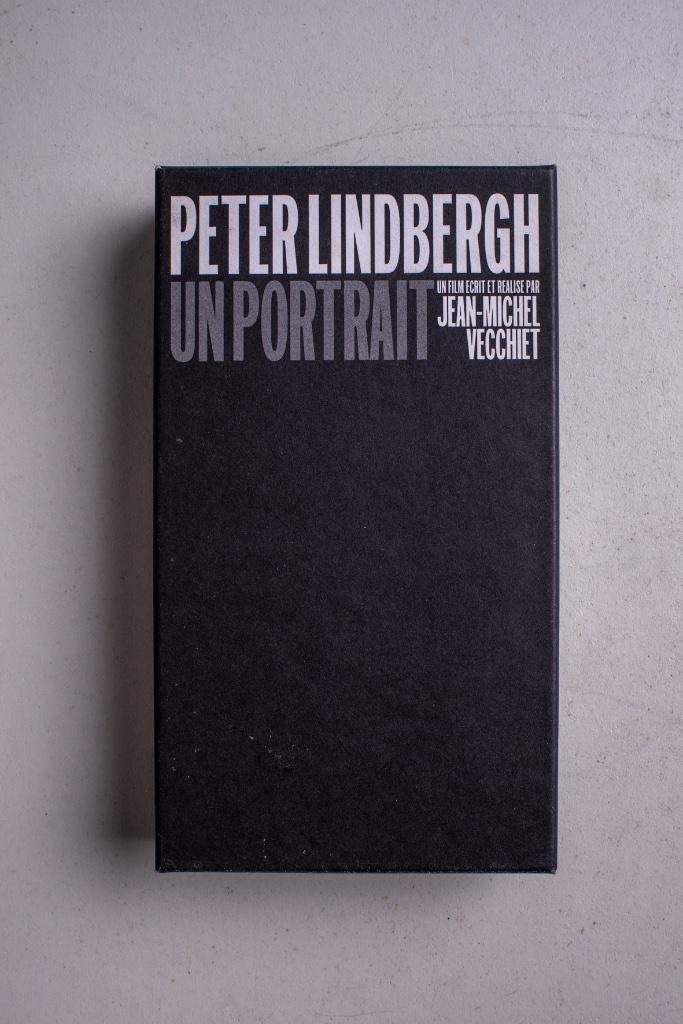 PETER LINDBERGH
UN PORTRAIT
UN FILM ECRIT ET REALISE PAR
JEAN-MICHEL
VECCHIET